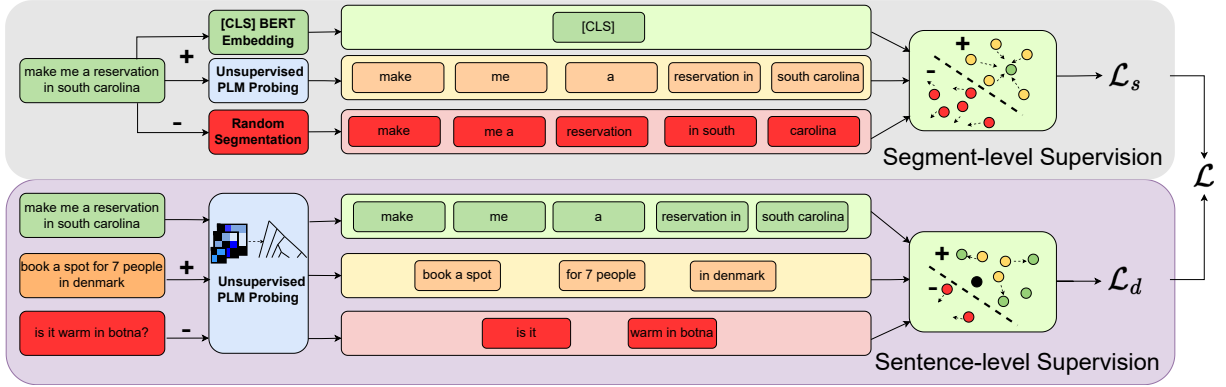 [CLS] BERT
Embedding
[CLS]
make me a reservation
in south carolina
+
Unsupervised
PLM Probing
make
me
a
reservation in
south carolina
-
Random
Segmentation
make
me a
reservation
in south
carolina
+
-
ℒs
Segment-level Supervision
ℒ
make me a reservation
in south carolina
make
me
a
reservation in
south carolina
book a spot for 7 people
in denmark
+
Unsupervised
PLM Probing
book a spot
for 7 people
in denmark
is it warm in botna?
-
is it
warm in botna
+
-
ℒd
Sentence-level Supervision